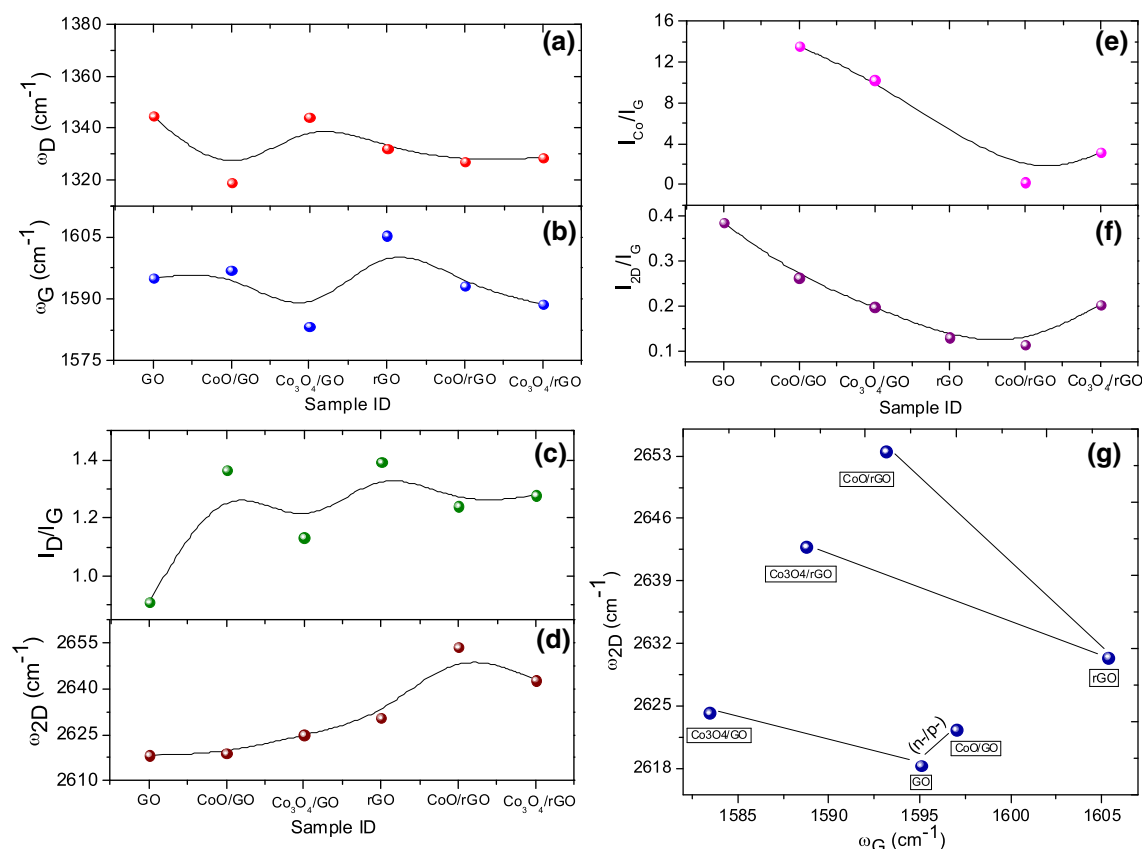 (a)
ωD (cm-1)
1380
1360
1340
1320
(b)
ωG (cm-1)
1605
1590
1575
GO CoO/GO Co3O4/GO rGO CoO/rGO Co3O4/rGO
Sample ID
(e)
ICo/IG
16
12
8
4
0
(f)
I2D/IG
0.4
0.3
0.2
0.1
GO CoO/GO Co3O4/GO rGO CoO/rGO Co3O4/rGO
Sample ID
(c)
ID/IG
1.4
1.2
1.0
(d)
ω2D (cm-1)
2655
2640
2625
2610
GO CoO/GO Co3O4/GO rGO CoO/rGO Co3O4/rGO
Sample ID
(g)
ω2D (cm-1)
2653
2646
2639
2632
2625
2618
CoO/rGO
Co3O4/rGO
rGO
Co3O4/GO
(n-/p-)
CoO/GO
GO
1585 1590 1595 1600 1605
ωG (cm-1)